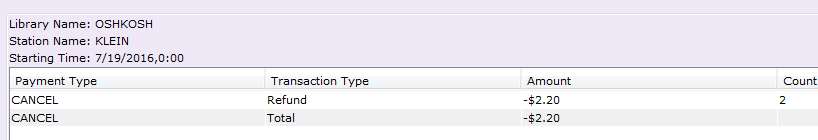 Library Name: OSHKOSH
Station Name: KLEIN
Starting Time: 7/19/2016,0:00
Payment Type Transaction Type Amount Count
CANCEL Refund -$2.20 2
CANCEL Total -$2.20